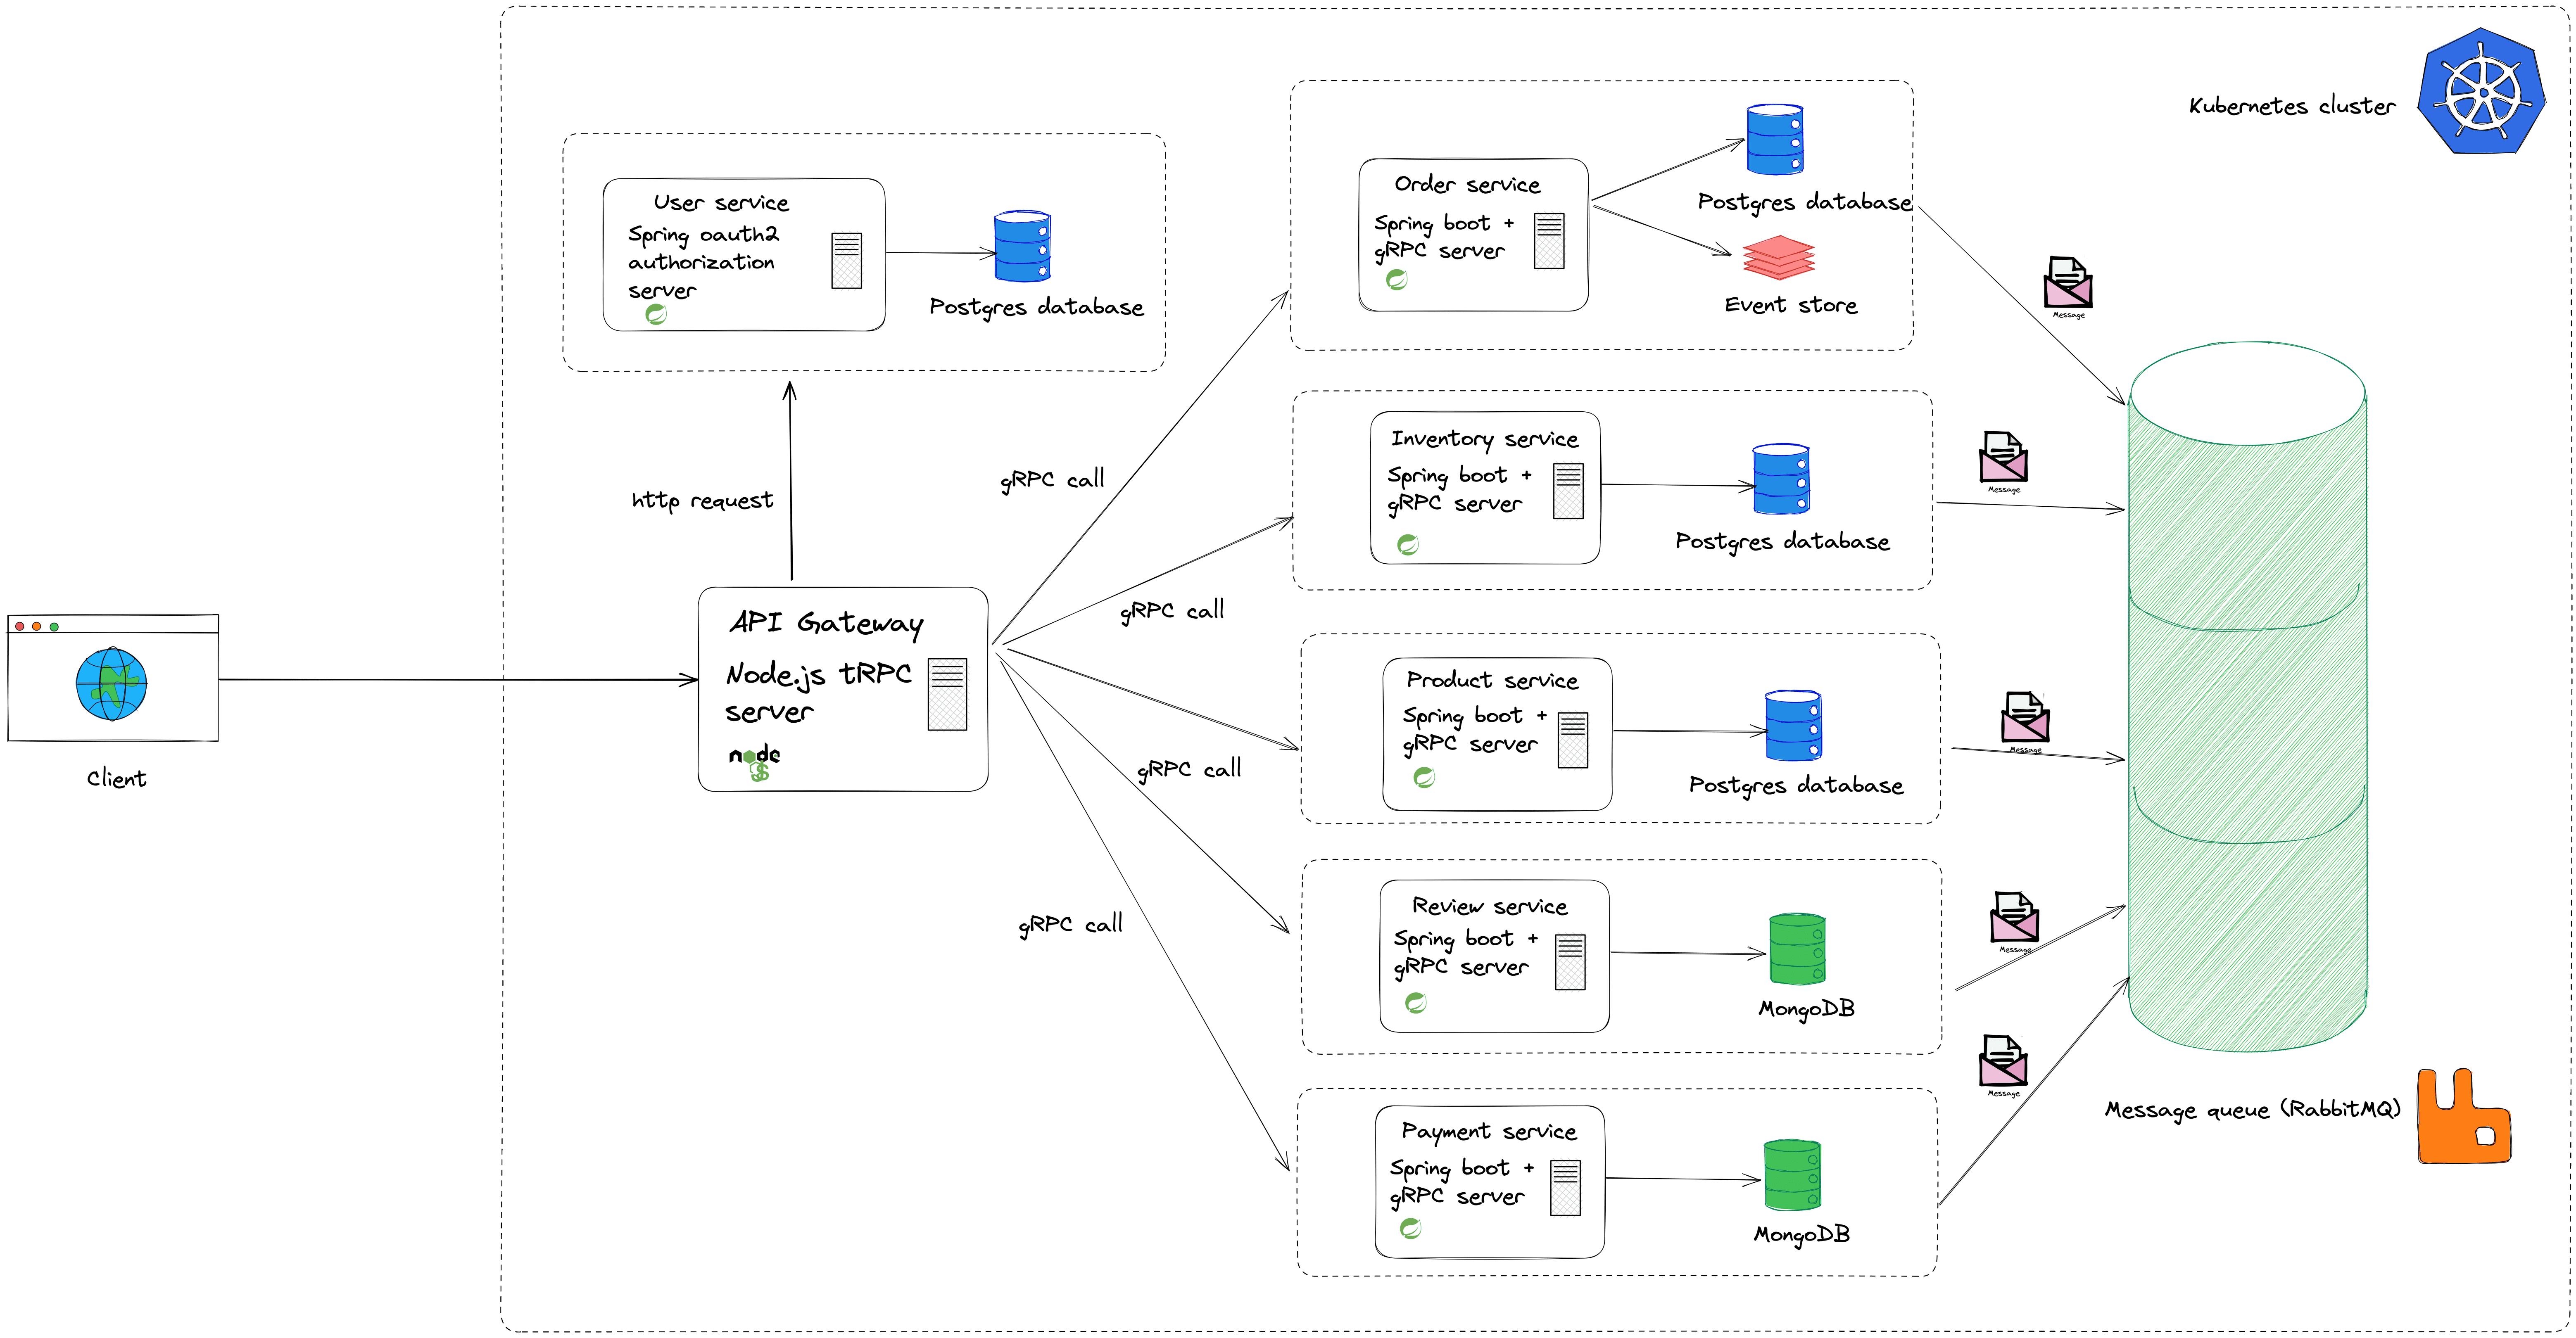 Kubernetes cluster
User service
Spring oauth2
authorization
server
Postgres database
Order service
Spring boot +
gRPC server
Postgres database
Event store
Message
http request
gRPC call
Inventory service
Spring boot +
gRPC server
Postgres database
Message
gRPC call
Client
API Gateway
Node.js tRPC
server
node
JS
Product service
Spring boot +
gRPC server
Postgres database
Message
gRPC call
Review service
Spring boot +
gRPC server
MongoDB
Message
gRPC call
Payment service
Spring boot +
gRPC server
MongoDB
Message
Message queue (RabbitMQ)